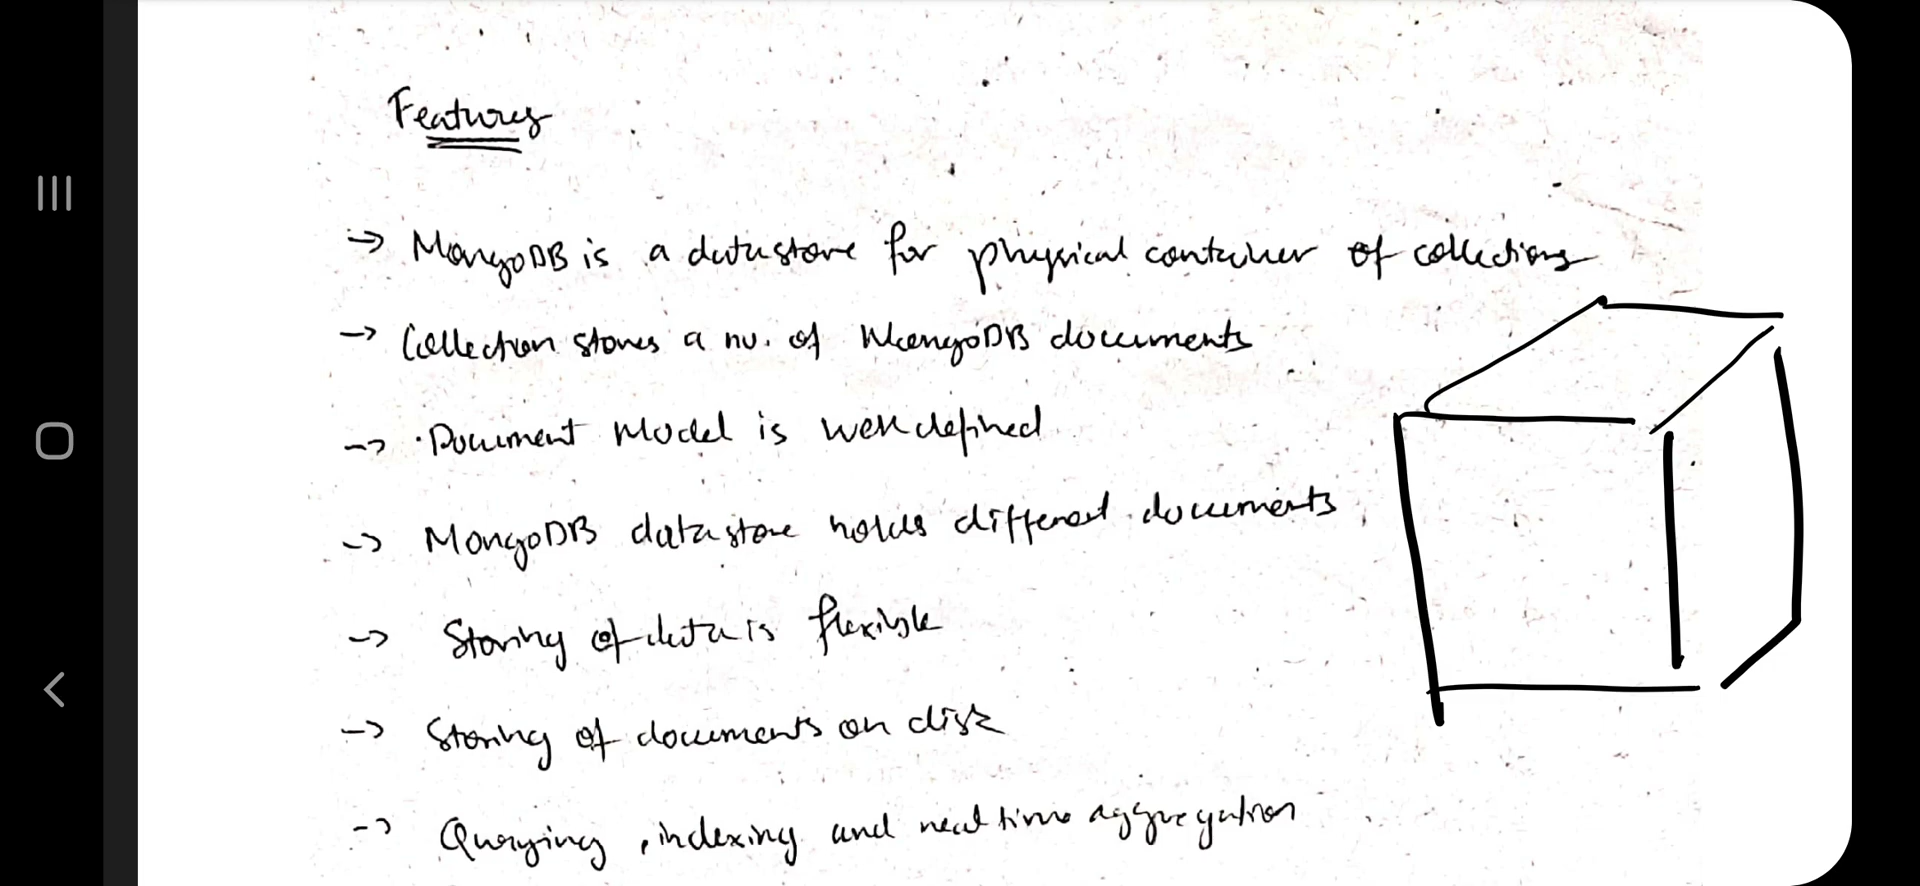 Features
→ MongoDB is a datastore for physical container of collections
→ Collection stores a no. of MongoDB documents
→ Document Model is well defined
→ MongoDB datastore holds different documents
→ Storing of data is flexible
→ Storing of documents on disk
→ Querying, indexing and real time aggregation